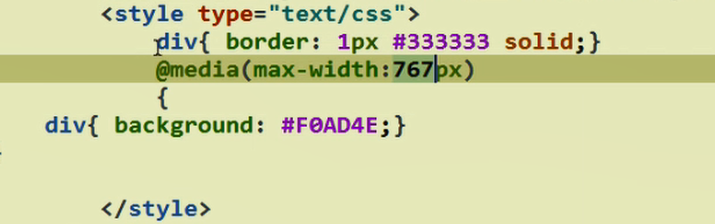 <style type="text/css">
div{ border: 1px #333333 solid;}
@media(max-width:767px)
{
div{ background: #F0AD4E;}
</style>